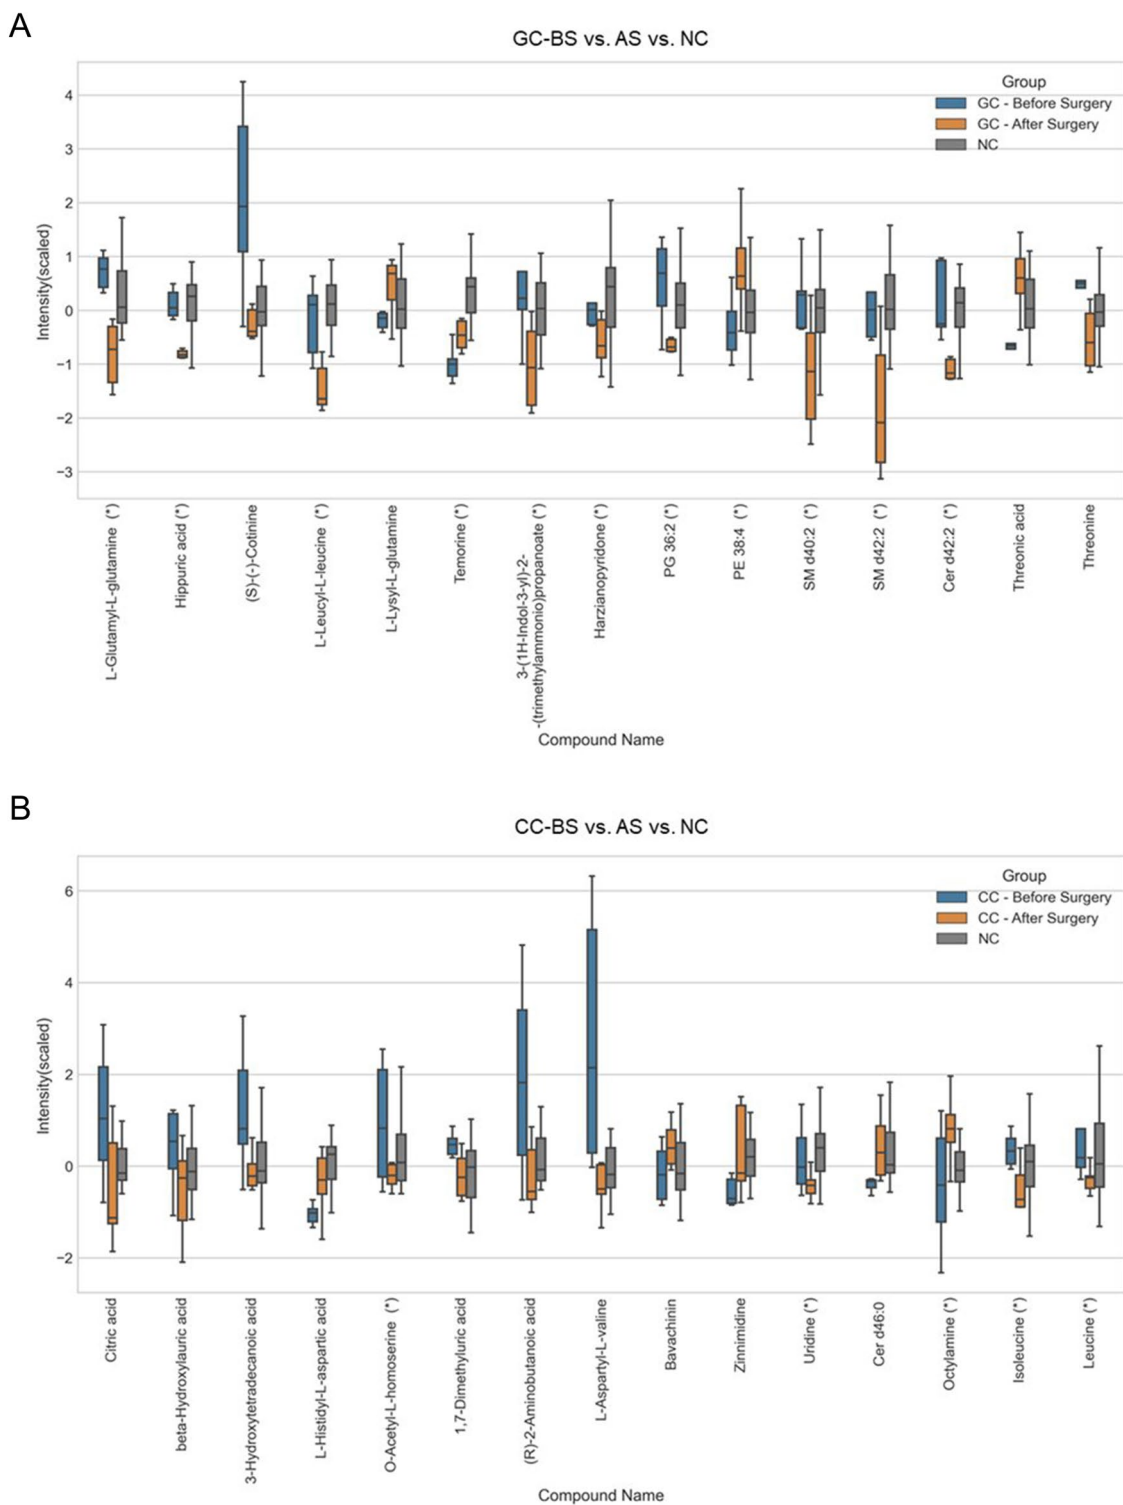 A
GC-BS vs. AS vs. NC
Group
GC - Before Surgery
GC - After Surgery
NC
Intensity(scaled)
4
3
2
1
0
−1
−2
−3
L-Glutamyl-L-glutamine (*)
Hippuric acid (*)
(S)-(-)-Cotinine
L-Leucyl-L-leucine (*)
L-Lysyl-L-glutamine
Temorine (*)
3-(1H-Indol-3-yl)-2-
-(trimethylammonio)propanoate (*)
Harzianopyridone (*)
PG 36:2 (*)
PE 38:4 (*)
SM d40:2 (*)
SM d42:2 (*)
Cer d42:2 (*)
Threonic acid
Threonine
Compound Name
B
CC-BS vs. AS vs. NC
Group
CC - Before Surgery
CC - After Surgery
NC
Intensity(scaled)
6
4
2
0
−2
Citric acid
beta-Hydroxylauric acid
3-Hydroxytetradecanoic acid
L-Histidyl-L-aspartic acid
O-Acetyl-L-homoserine (*)
1,7-Dimethyluric acid
(R)-2-Aminobutanoic acid
L-Aspartyl-L-valine
Bavachinin
Zinnimidine
Uridine (*)
Cer d46:0
Octylamine (*)
Isoleucine (*)
Leucine (*)
Compound Name